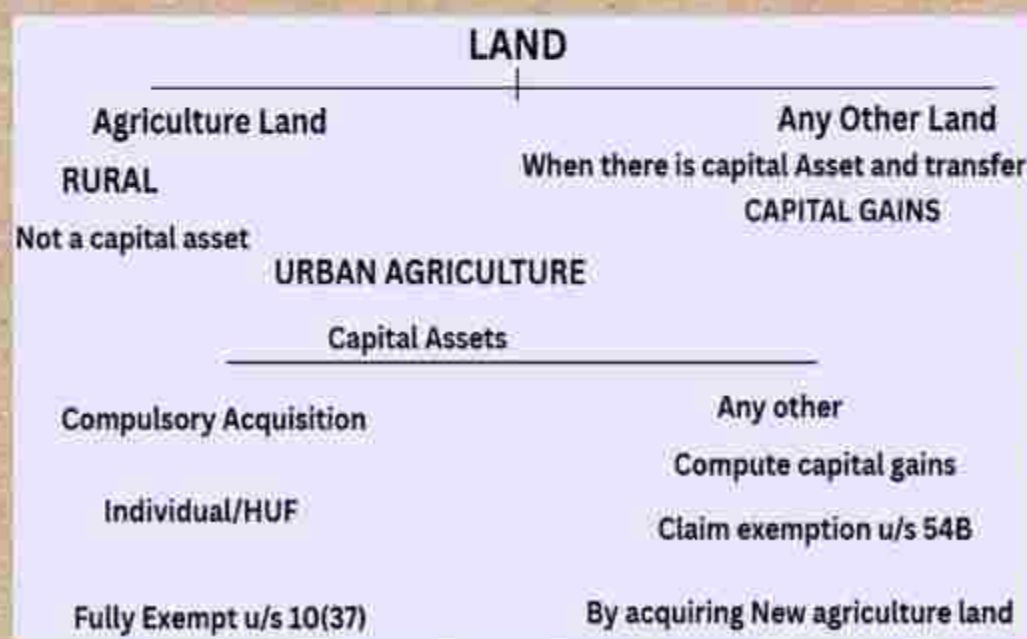 LAND
Agriculture Land
Any Other Land
RURAL
When there is capital Asset and transfer
CAPITAL GAINS
Not a capital asset
URBAN AGRICULTURE
Capital Assets
Compulsory Acquisition
Any other
Compute capital gains
Individual/HUF
Claim exemption u/s 54B
Fully Exempt u/s 10(37)
By acquiring New agriculture land